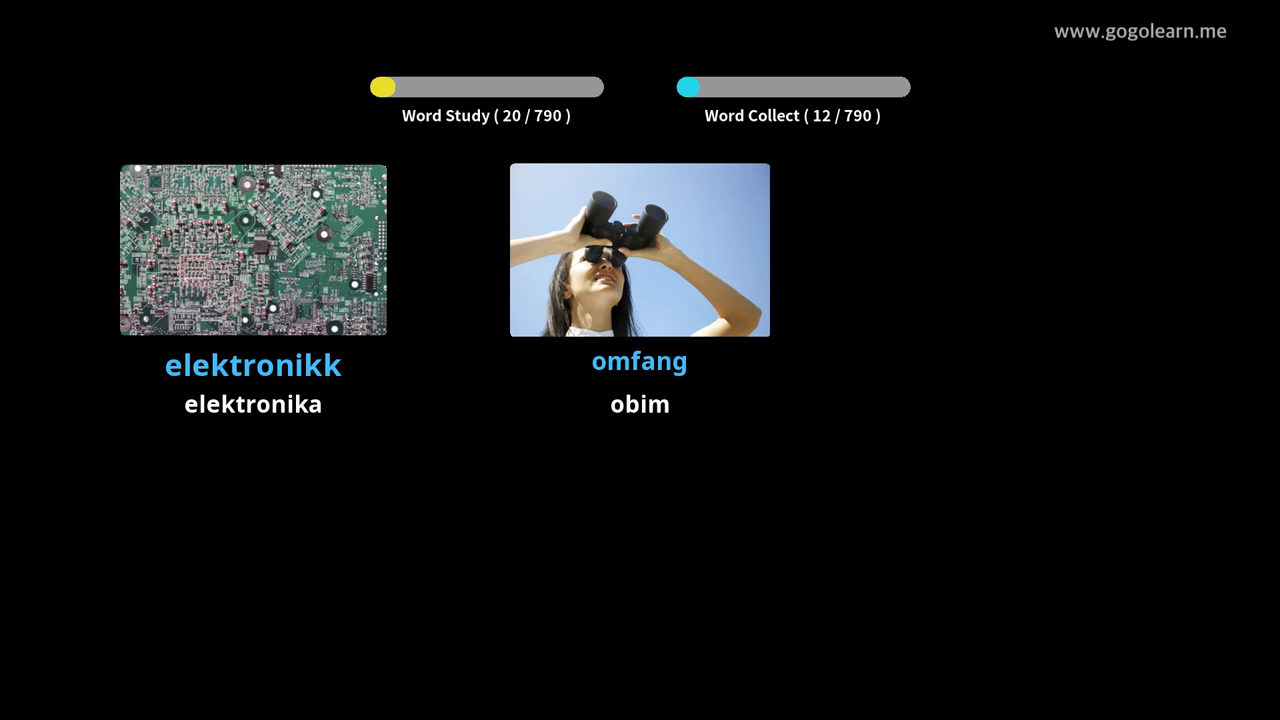 www.gogolearn.me
Word Study ( 20 / 790 )
Word Collect ( 12 / 790 )
elektronikk
elektronika
omfang
obim